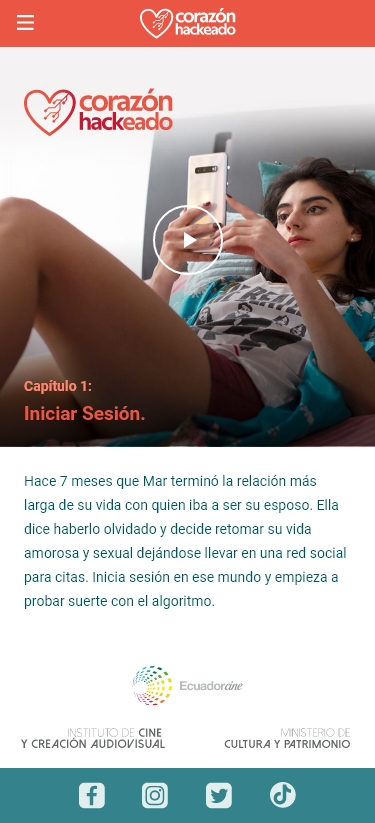 corazón
hackeado
corazón
hackeado
Capítulo 1:
Iniciar Sesión.
Hace 7 meses que Mar terminó la relación más
larga de su vida con quien iba a ser su esposo. Ella
dice haberlo olvidado y decide retomar su vida
amorosa y sexual dejándose llevar en una red social
para citas. Inicia sesión en ese mundo y empieza a
probar suerte con el algoritmo.
Ecuadorcine
INSTITUTO DE CINE
Y CREACIÓN AUDIOVISUAL
MINISTERIO DE
CULTURA Y PATRIMONIO